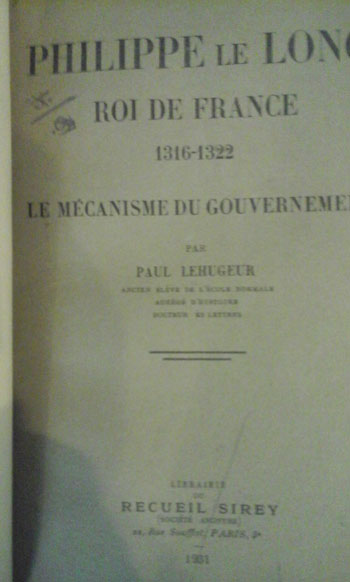 PHILIPPE LE LONG
ROI DE FRANCE
1316-1322
LE MÉCANISME DU GOUVERNEMEN
PAR
PAUL LEHUGEUR
ANCIEN ÉLÈVE DE L'ÉCOLE NORMALE
AGRÉGÉ D'HISTOIRE
DOCTEUR ES LETTRES
LIBRAIRIE
DU
RECUEIL SIREY
(SOCIÉTÉ ANONYME)
22, Rue Soufflot, PARIS, 5e
1931